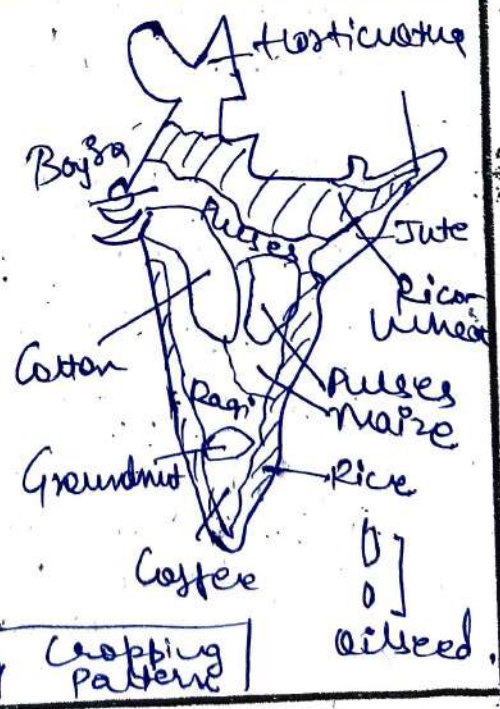 Horticulture
Bajra
Pulses
Jute
Rice-
Wheat
Cotton
Pulses
Maize
Ragi
Groundnut
Rice
Coffee
Oilseed.
Cropping
Pattern